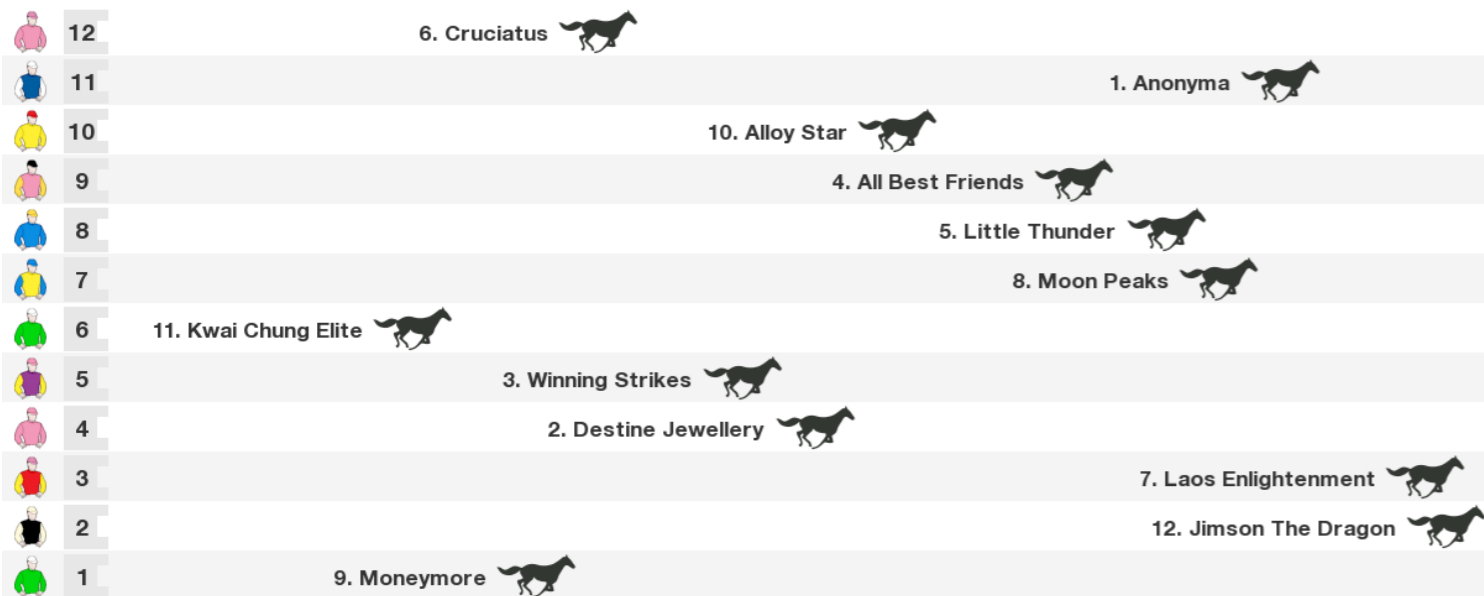 12 6. Cruciatus
11 1. Anonyma
10 10. Alloy Star
9 4. All Best Friends
8 5. Little Thunder
7 8. Moon Peaks
6 11. Kwai Chung Elite
5 3. Winning Strikes
4 2. Destine Jewellery
3 7. Laos Enlightenment
2 12. Jimson The Dragon
1 9. Moneymore